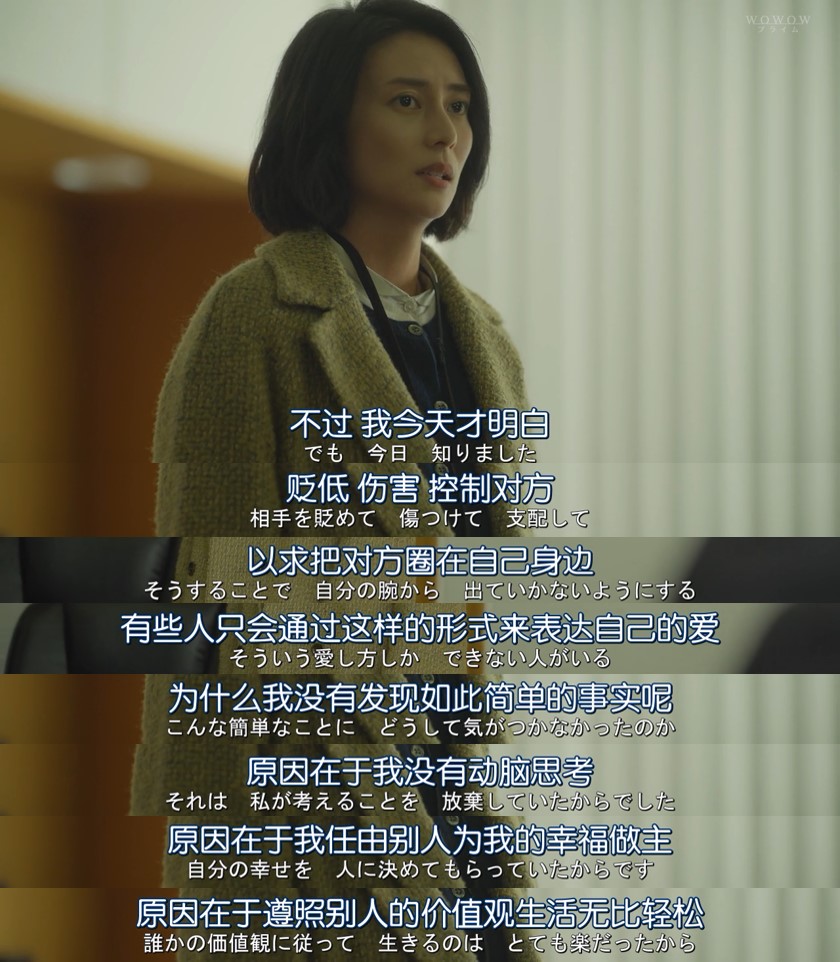 WOWOW
プライム
不过 我今天才明白
でも 今日 知りました
贬低 伤害 控制对方
相手を貶めて 傷つけて 支配して
以求把对方圈在自己身边
そうすることで 自分の腕から 出ていかないようにする
有些人只会通过这样的形式来表达自己的爱
そういう愛し方しか できない人がいる
为什么我没有发现如此简单的事实呢
こんな簡単なことに どうして気がつかなかったのか
原因在于我没有动脑思考
それは 私が考えることを 放棄していたからでした
原因在于我任由别人为我的幸福做主
自分の幸せを 人に決めてもらっていたからです
原因在于遵照别人的价值观生活无比轻松
誰かの価値観に従って 生きるのは とても楽だったから